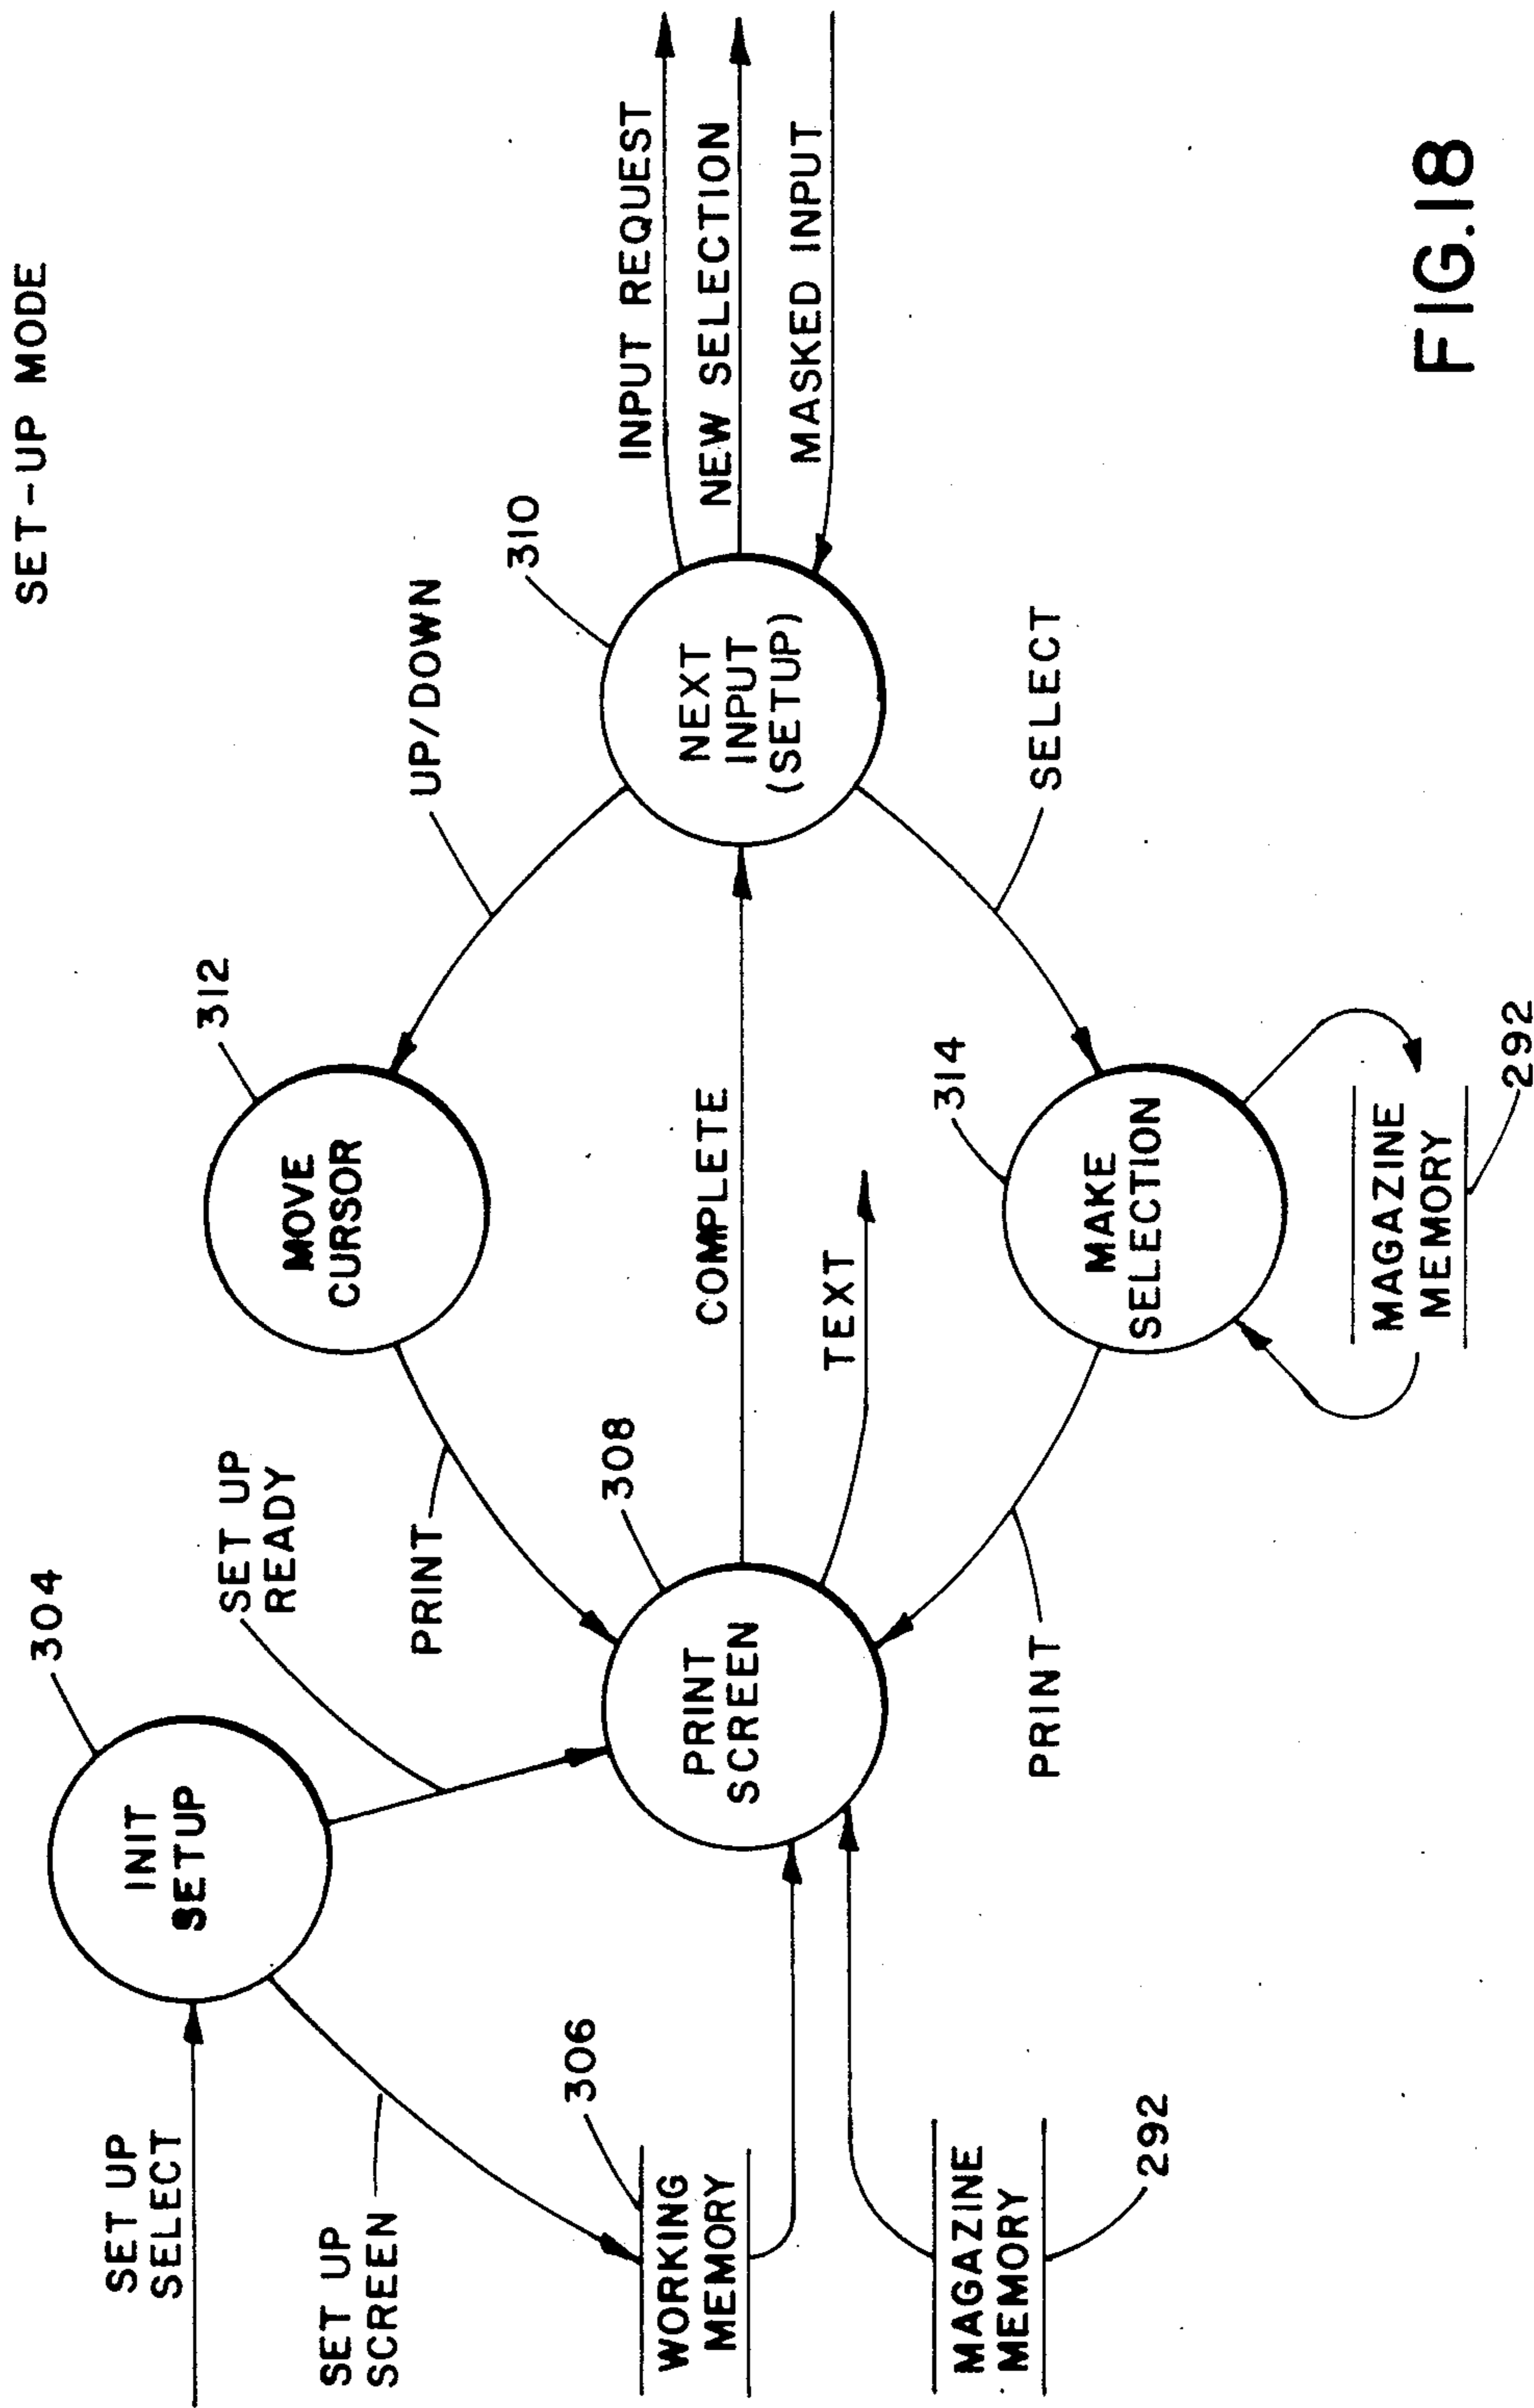 SET-UP MODE
SET UP
SELECT
INIT
SETUP
304
SET UP
SCREEN
SET UP
READY
WORKING
MEMORY
306
MAGAZINE
MEMORY
292
PRINT
SCREEN
308
PRINT
MOVE
CURSOR
312
UP/DOWN
COMPLETE
TEXT
PRINT
MAKE
SELECTION
314
MAGAZINE
MEMORY
292
SELECT
NEXT
INPUT
(SETUP)
310
INPUT REQUEST
NEW SELECTION
MASKED INPUT
FIG.18